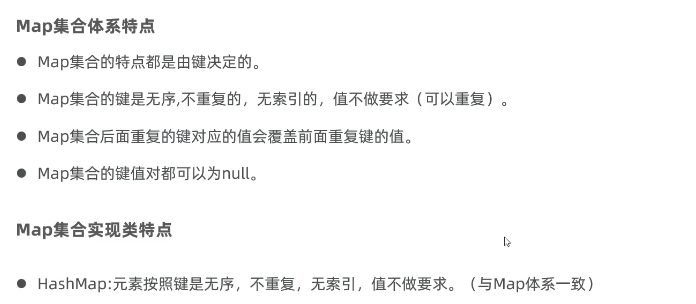 Map集合体系特点
● Map集合的特点都是由键决定的。
● Map集合的键是无序,不重复的，无索引的，值不做要求（可以重复）。
● Map集合后面重复的键对应的值会覆盖前面重复键的值。
● Map集合的键值对都可以为null。
Map集合实现类特点
● HashMap:元素按照键是无序，不重复，无索引，值不做要求。（与Map体系一致）